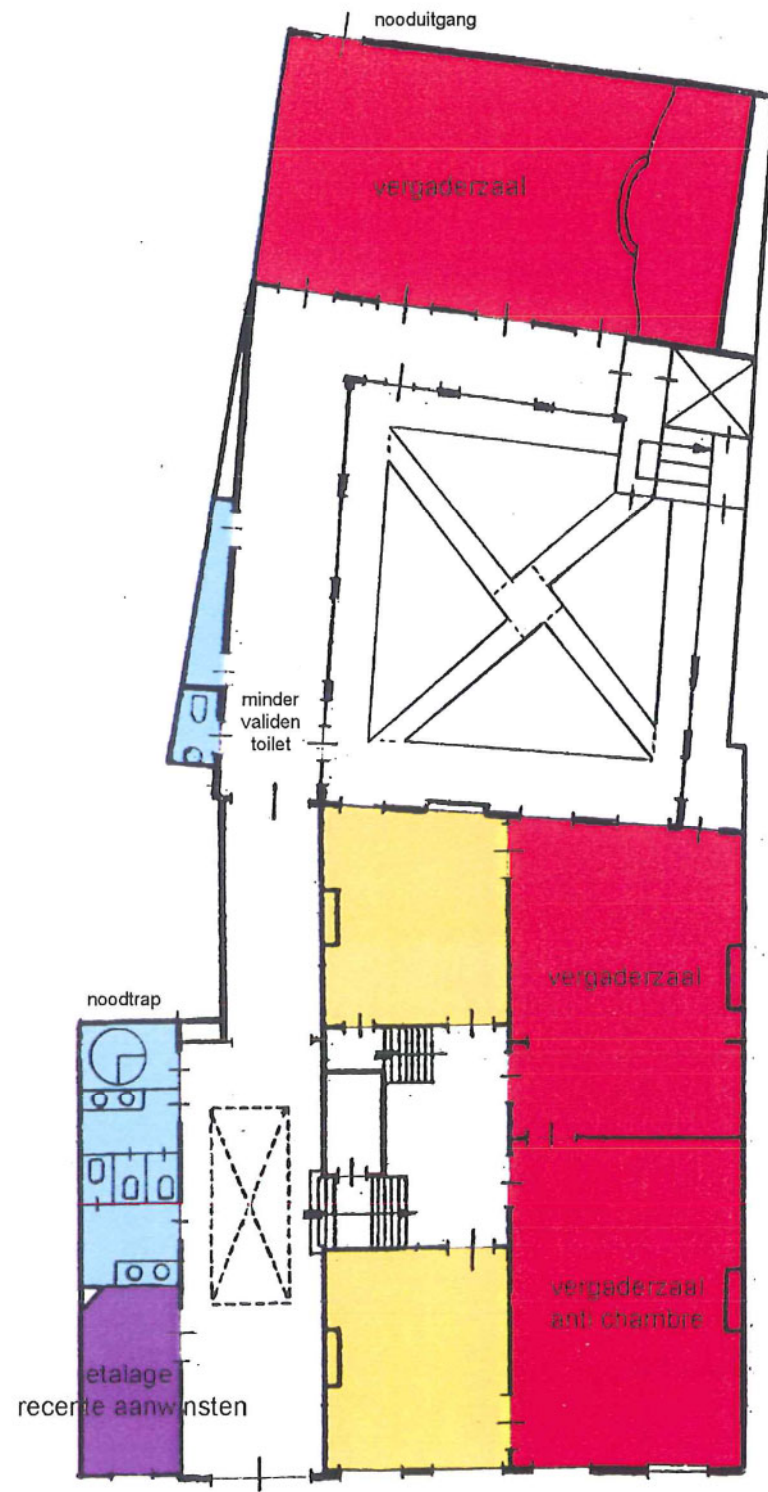 nooduitgang
vergaderzaal
minder
validen
toilet
vergaderzaal
noodtrap
vergaderzaal
anti chambre
etalage
recente aanwinsten